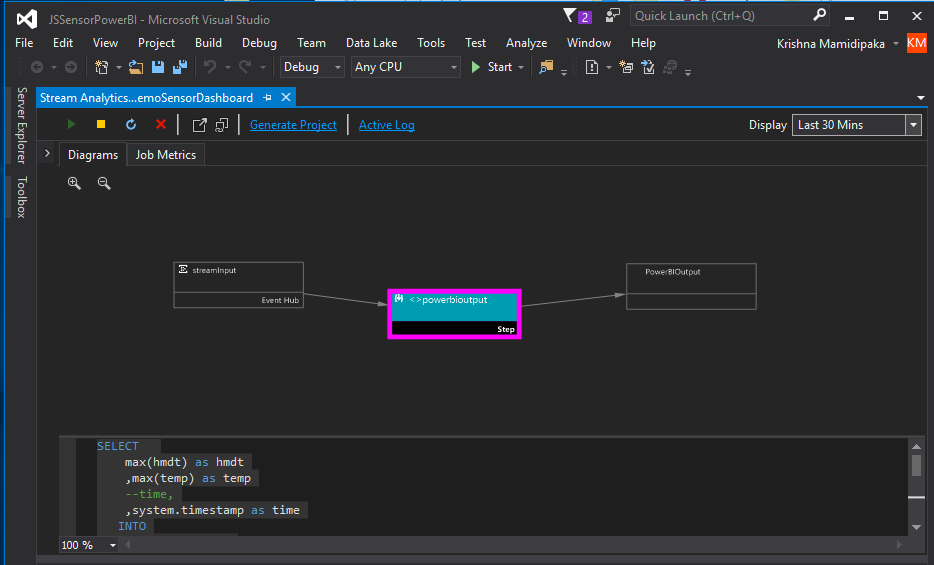 JSSensorPowerBI - Microsoft Visual Studio
2
Quick Launch (Ctrl+Q)
File Edit View Project Build Debug Team Data Lake Tools Test Analyze Window Help
Krishna Mamidipaka
KM
Debug Any CPU Start
Server Explorer
Toolbox
Stream Analytics...emoSensorDashboard
Generate Project Active Log Display Last 30 Mins
Diagrams Job Metrics
streamInput
Event Hub
<>powerbioutput
Step
PowerBIOutput
SELECT
max(hmdt) as hmdt
,max(temp) as temp
--time,
,system.timestamp as time
INTO
100 %